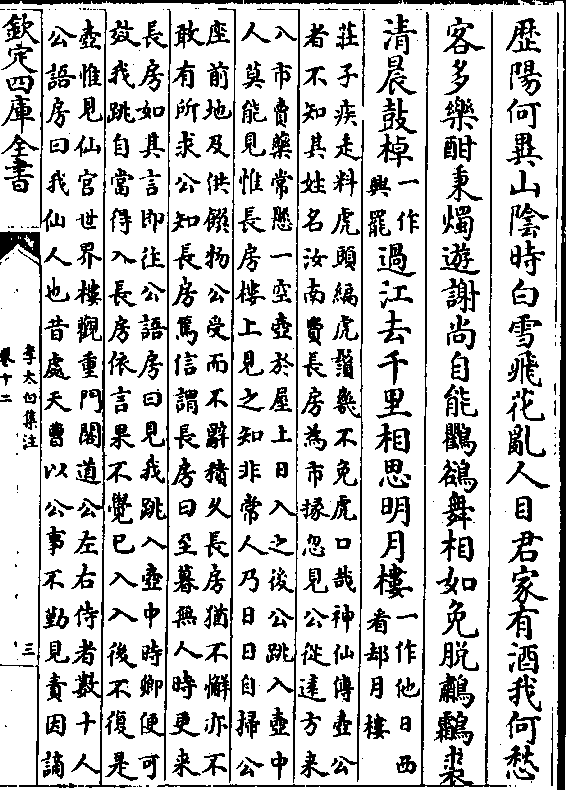 歴陽何異山陰時白雪飛花亂人目君家有酒我何愁
客多樂酣秉燭遊謝尚自能鸜鵒舞相如免脫鷫鸘裘
清晨鼓棹一作興罷過江去千里相思明月樓一作他日西看却月樓
莊子疾走料虎頭編虎鬚幾不免虎口哉神仙傳壺公
者不知其姓名汝南費長房為市掾忽見公從逺方来
入市賣藥常懸一空壺於屋上日入之後公跳入壺中
人莫能見惟長房樓上見之知非常人乃日日自掃公
座前地及供饌物公受而不辭積久長房猶不懈亦不
敢有所求公知長房篤信謂長房曰至暮無人時更来
長房如其言即往公語房曰見我跳入壺中時卿便可
效我跳自當得入長房依言果不覺已入入後不復是
壺惟見仙官世界樓觀重門閣道公左右侍者數十人
公語房曰我仙人也昔處天曹以公事不勤見責因謫
欽定四庫全書
李太白集注
卷十二
三